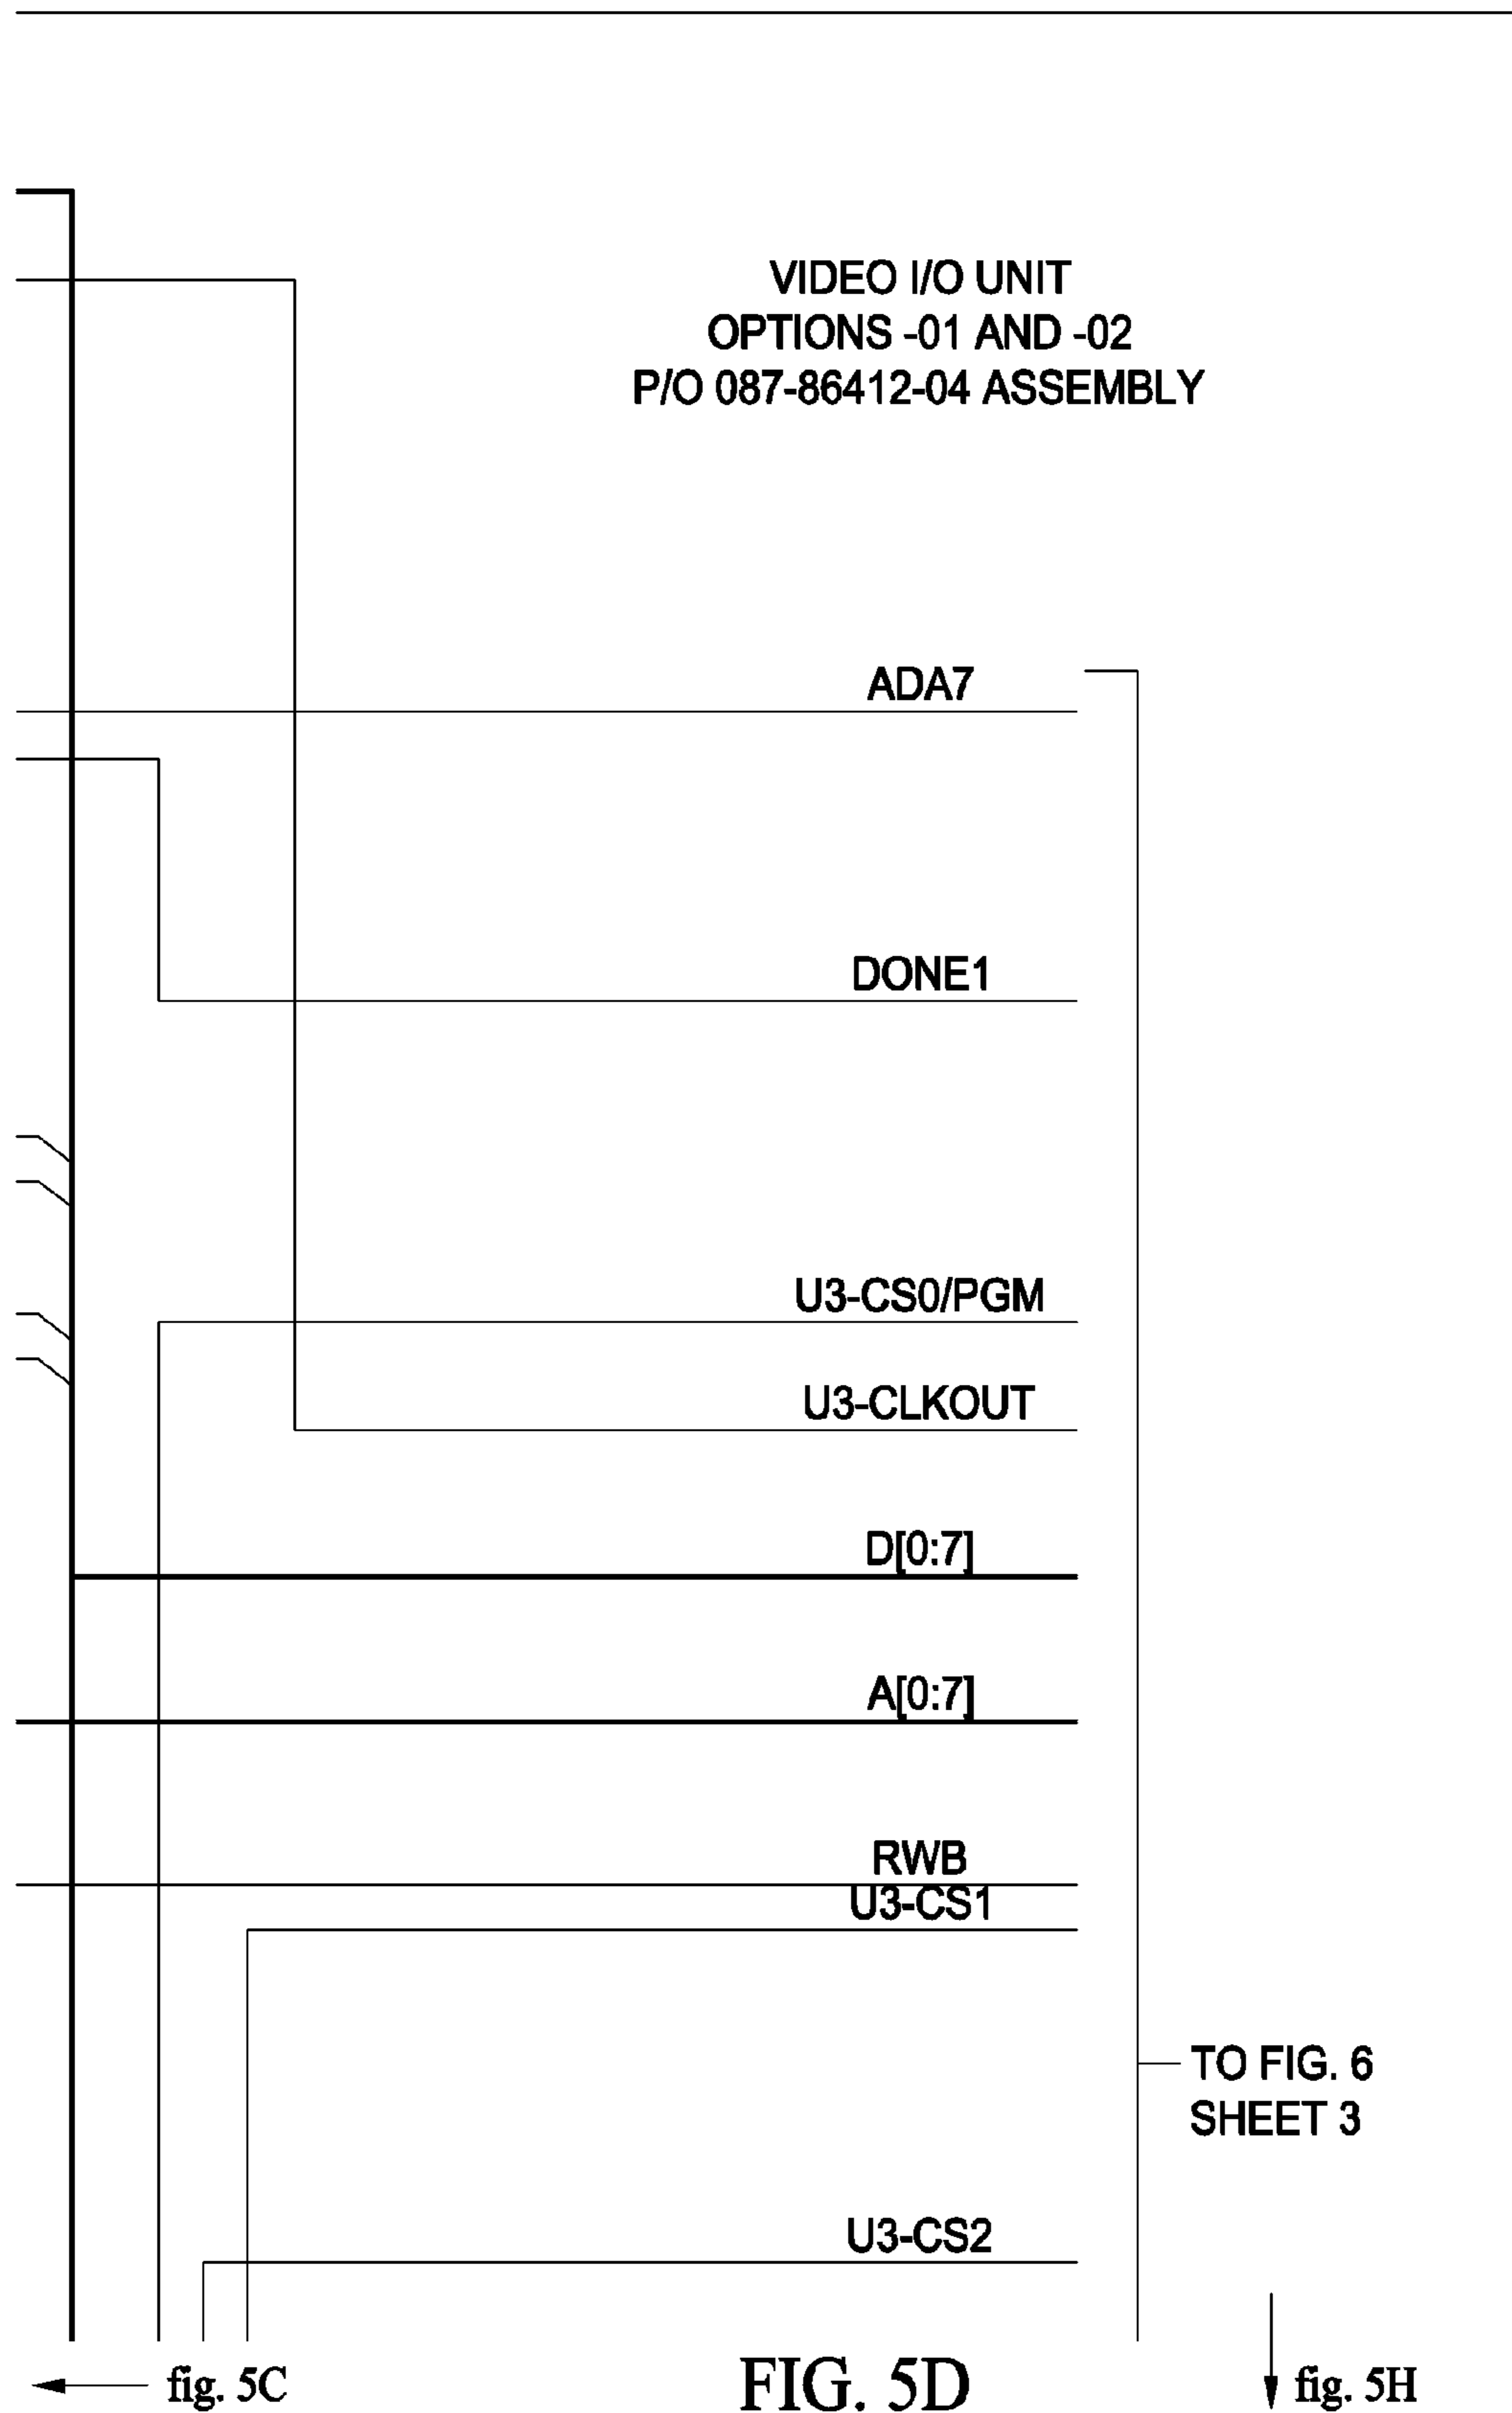 VIDEO I/O UNIT
OPTIONS -01 AND -02
P/O 087-86412-04 ASSEMBLY
ADA7
DONE1
U3-CS0/PGM
U3-CLKOUT
D[0:7]
A[0:7]
RWB
U3-CS1
TO FIG. 6
SHEET 3
U3-CS2
fig. 5C
FIG. 5D
fig. 5H